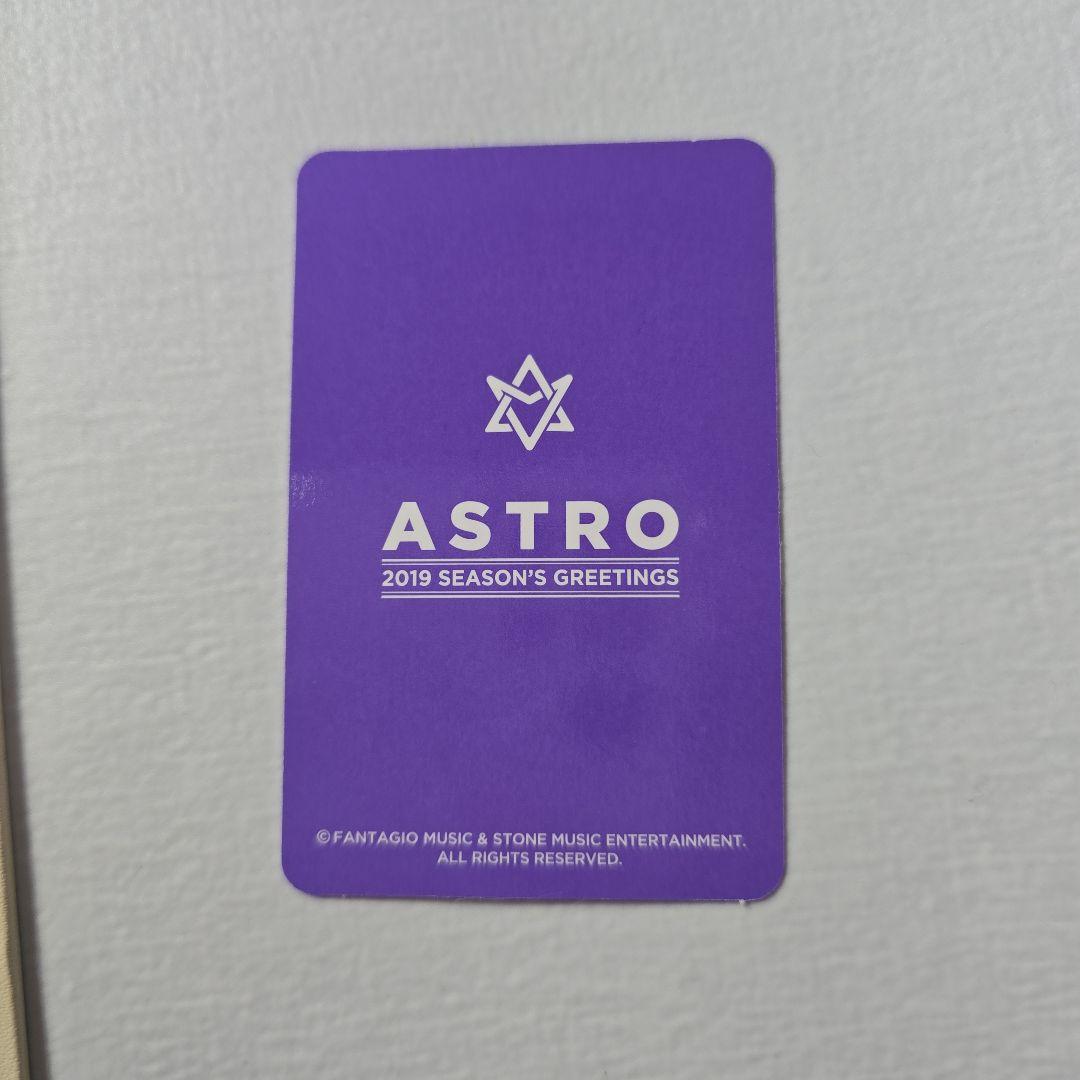 ASTRO
2019 SEASON'S GREETINGS
©FANTAGIO MUSIC & STONE MUSIC ENTERTAINMENT.
ALL RIGHTS RESERVED.